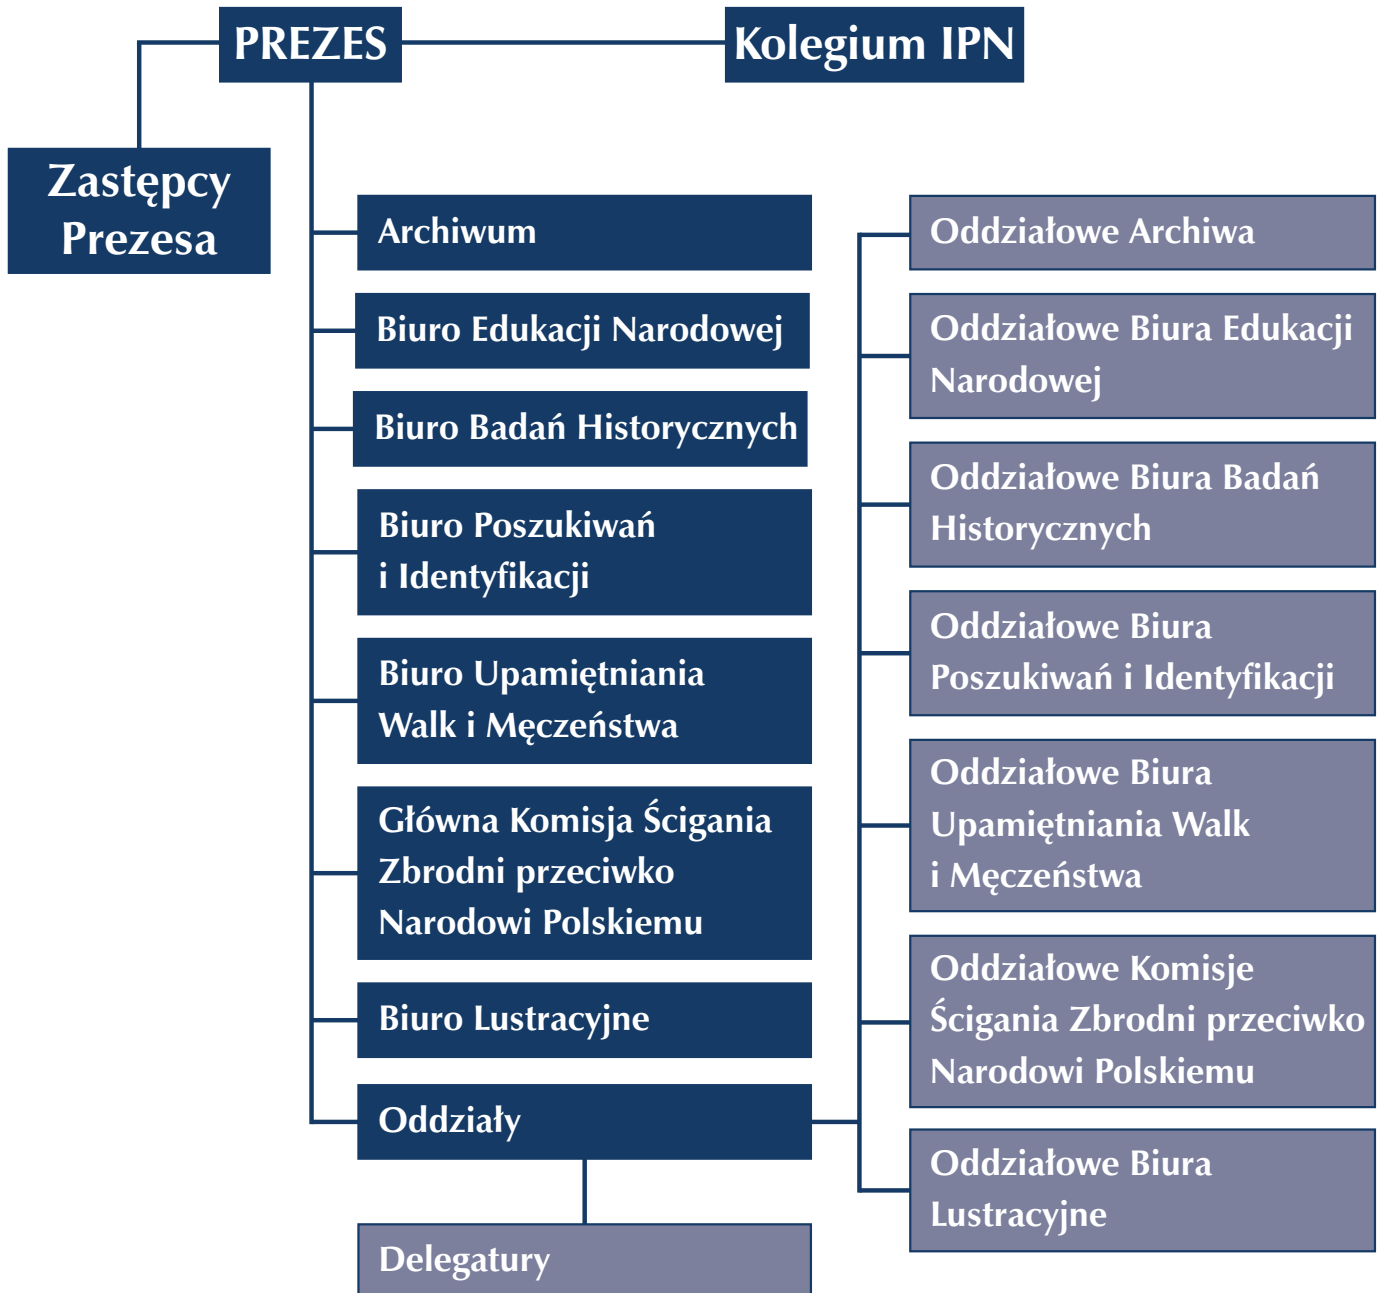 PREZES
Kolegium IPN
Zastępcy
Prezesa
Archiwum
Biuro Edukacji Narodowej
Biuro Badań Historycznych
Biuro Poszukiwań
i Identyfikacji
Biuro Upamiętniania
Walk i Męczeństwa
Główna Komisja Ścigania
Zbrodni przeciwko
Narodowi Polskiemu
Biuro Lustracyjne
Oddziały
Delegatury
Oddziałowe Archiwa
Oddziałowe Biura Edukacji
Narodowej
Oddziałowe Biura Badań
Historycznych
Oddziałowe Biura
Poszukiwań i Identyfikacji
Oddziałowe Biura
Upamiętniania Walk
i Męczeństwa
Oddziałowe Komisje
Ścigania Zbrodni przeciwko
Narodowi Polskiemu
Oddziałowe Biura
Lustracyjne